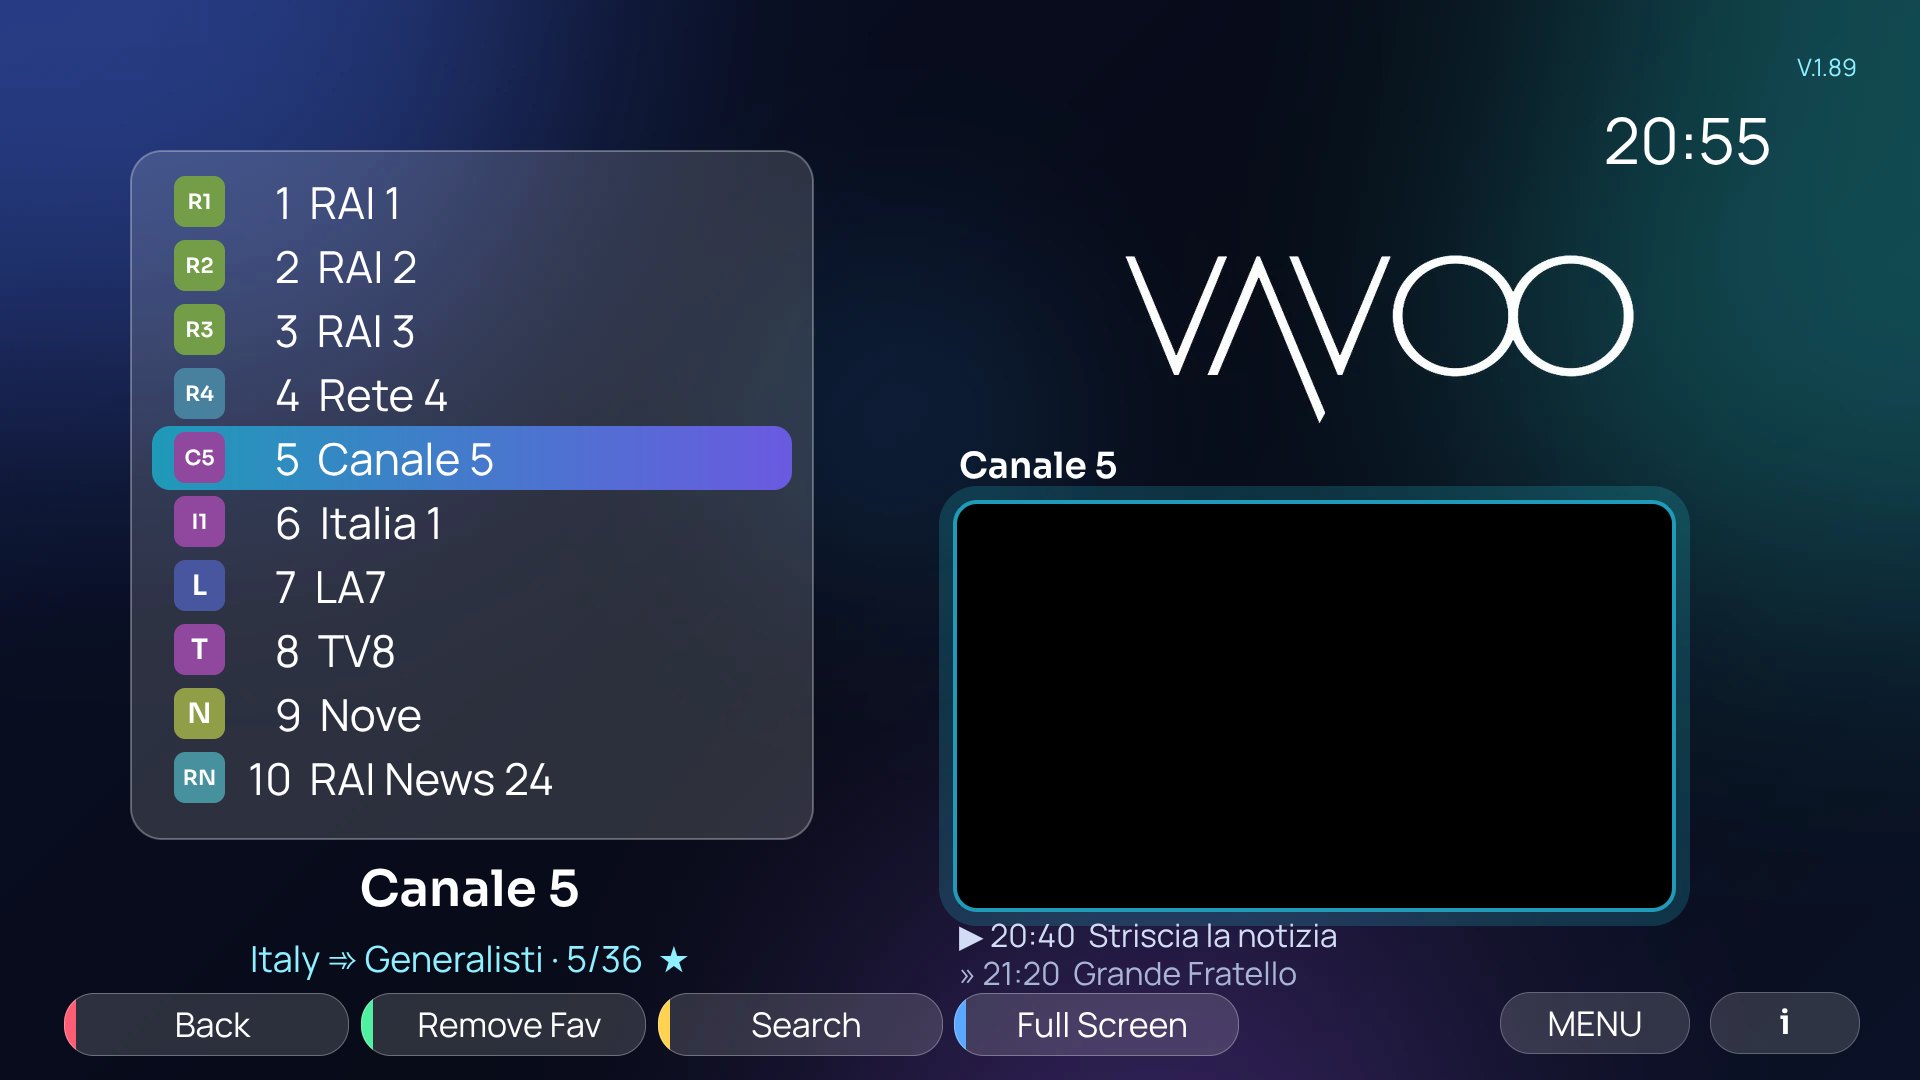 V.1.89
20:55
R1 1 RAI 1
R2 2 RAI 2
R3 3 RAI 3
R4 4 Rete 4
C5 5 Canale 5
I1 6 Italia 1
L 7 LA7
T 8 TV8
N 9 Nove
RN 10 RAI News 24
VAVOO
Canale 5
Canale 5
Italy ⇛ Generalisti · 5/36 ★
▶ 20:40 Striscia la notizia
» 21:20 Grande Fratello
Back
Remove Fav
Search
Full Screen
MENU
i